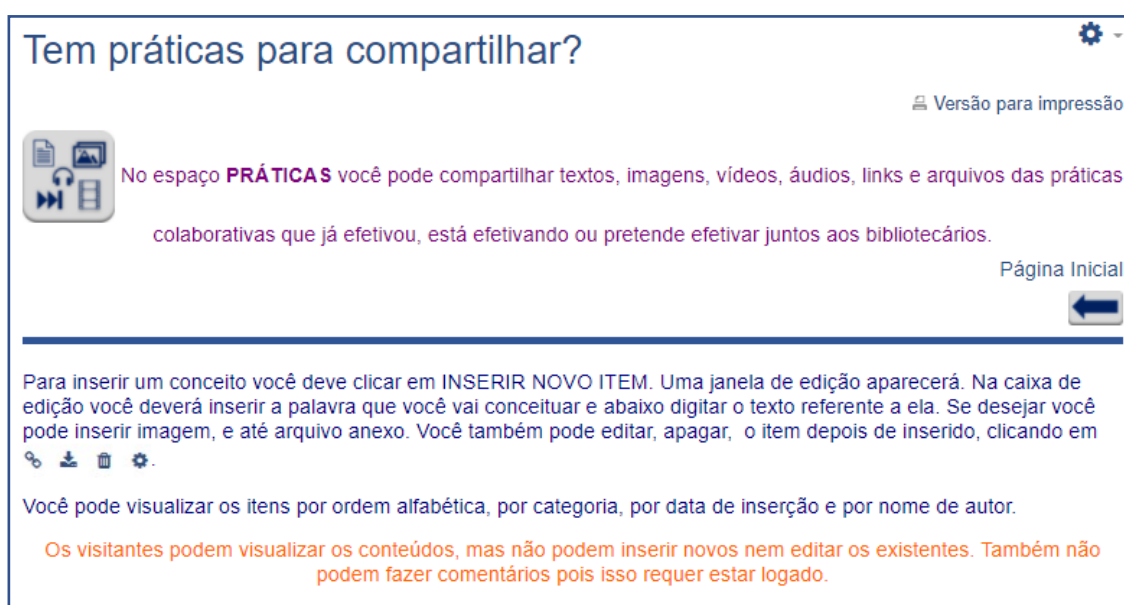 Tem práticas para compartilhar?
Versão para impressão
No espaço PRÁTICAS você pode compartilhar textos, imagens, vídeos, áudios, links e arquivos das práticas
colaborativas que já efetivou, está efetivando ou pretende efetivar juntos aos bibliotecários.
Página Inicial
Para inserir um conceito você deve clicar em INSERIR NOVO ITEM. Uma janela de edição aparecerá. Na caixa de
edição você deverá inserir a palavra que você vai conceituar e abaixo digitar o texto referente a ela. Se desejar você
pode inserir imagem, e até arquivo anexo. Você também pode editar, apagar, o item depois de inserido, clicando em
.
Você pode visualizar os itens por ordem alfabética, por categoria, por data de inserção e por nome de autor.
Os visitantes podem visualizar os conteúdos, mas não podem inserir novos nem editar os existentes. Também não
podem fazer comentários pois isso requer estar logado.